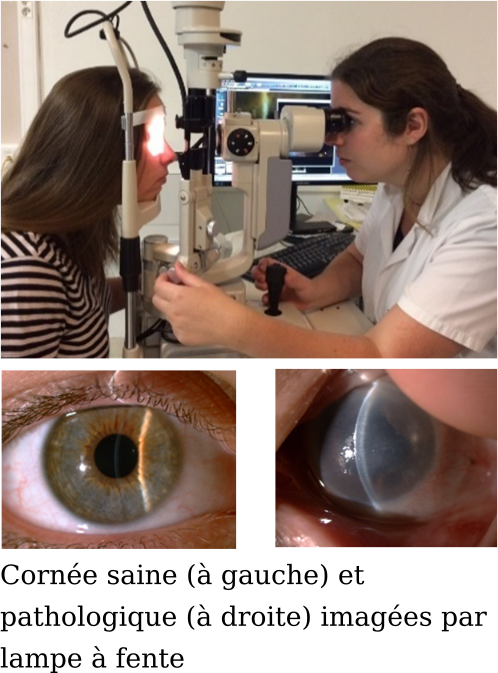 Cornée saine (à gauche) et
pathologique (à droite) imagées par
lampe à fente